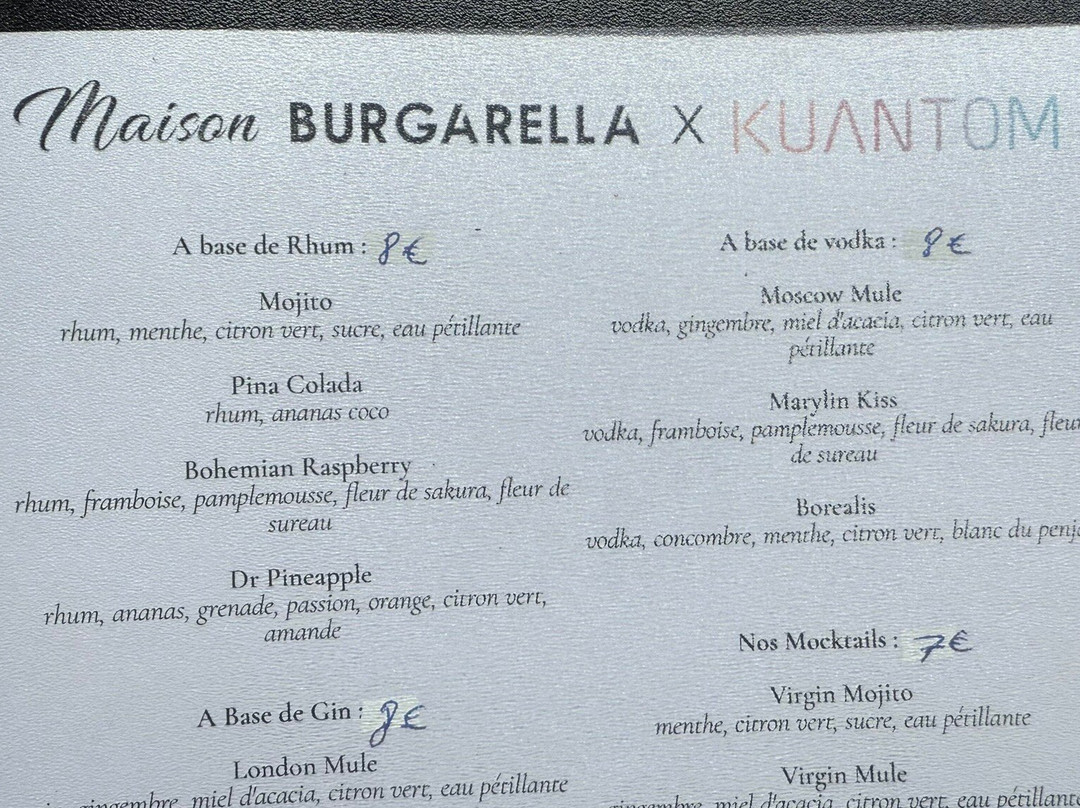 Maison BURGARELLA X KUANTOM
A base de Rhum : 8€
Mojito
rhum, menthe, citron vert, sucre, eau pétillante
Pina Colada
rhum, ananas coco
Bohemian Raspberry
rhum, framboise, pamplemousse, fleur de sakura, fleur de
sureau
Dr Pineapple
rhum, ananas, grenade, passion, orange, citron vert,
amande
A Base de Gin : 8€
London Mule
gingembre, miel d'acacia, citron vert, eau pétillante
A base de vodka : 8€
Moscow Mule
vodka, gingembre, miel d'acacia, citron vert, eau
pétillante
Marylin Kiss
vodka, framboise, pamplemousse, fleur de sakura, fleur
de sureau
Borealis
vodka, concombre, menthe, citron vert, blanc du
Nos Mocktails : 7€
Virgin Mojito
menthe, citron vert, sucre, eau pétillante
Virgin Mule
gingembre, miel d'acacia, citron vert, eau pétillante